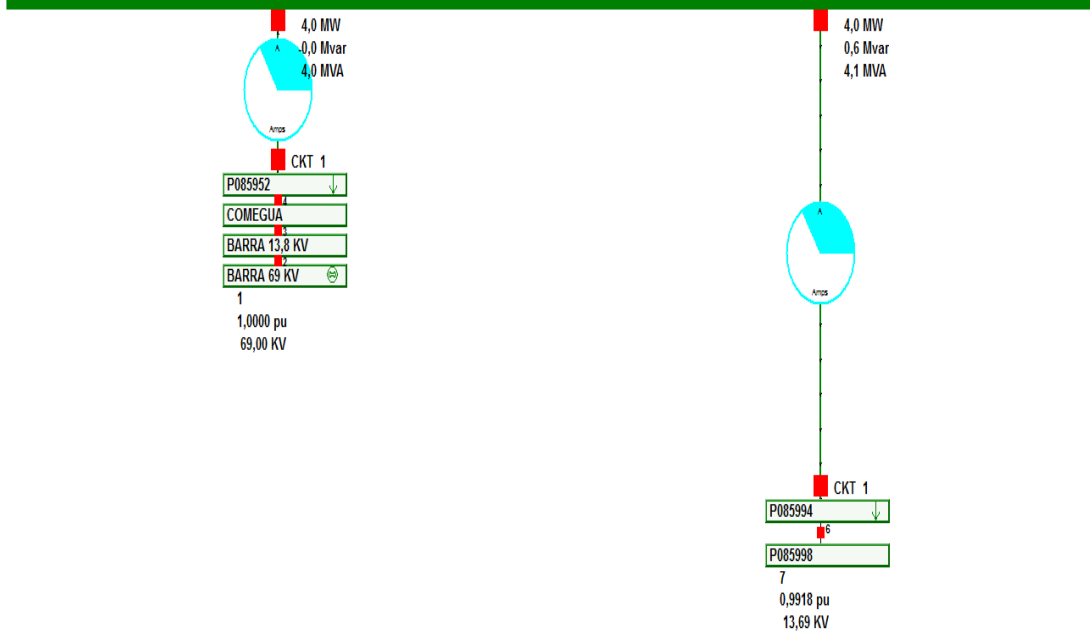 4,0 MW
-0,0 Mvar
4,0 MVA
A
Amps
CKT 1
P085952
4
COMEGUA
3
BARRA 13,8 KV
2
BARRA 69 KV
1
1,0000 pu
69,00 KV
4,0 MW
0,6 Mvar
4,1 MVA
A
Amps
CKT 1
P085994
6
P085998
7
0,9918 pu
13,69 KV